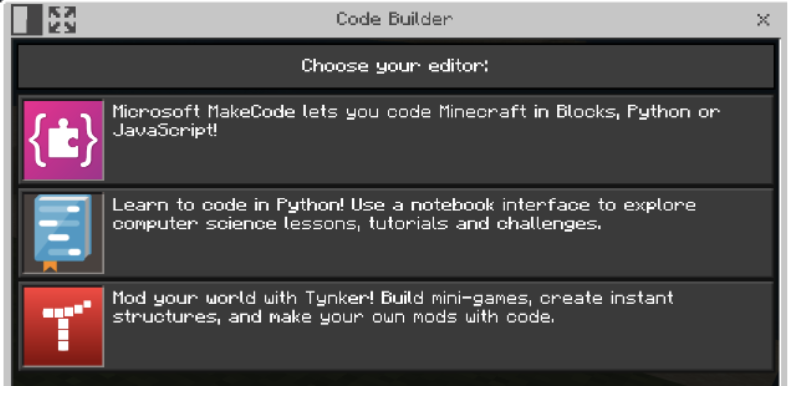 Code Builder
Choose your editor:
Microsoft MakeCode lets you code Minecraft in Blocks, Python or
JavaScript!
Learn to code in Python! Use a notebook interface to explore
computer science lessons, tutorials and challenges.
Mod your world with Tynker! Build mini-games, create instant
structures, and make your own mods with code.